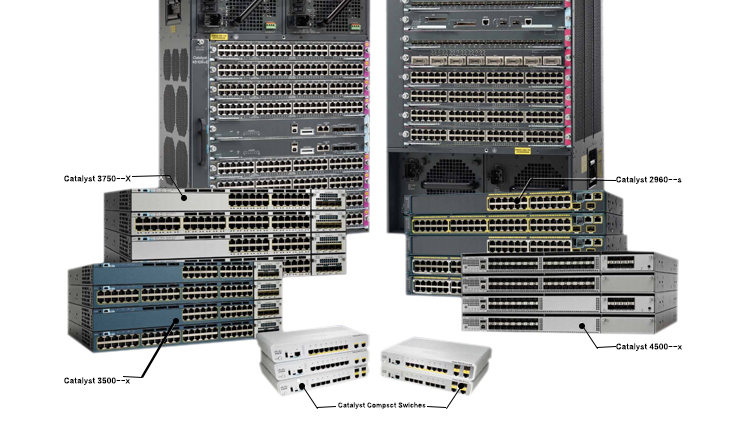 Catalyst 3750--X
Catalyst 2960--s
Catalyst 4500--x
Catalyst 3500--x
Catalyst Compsct Swiches